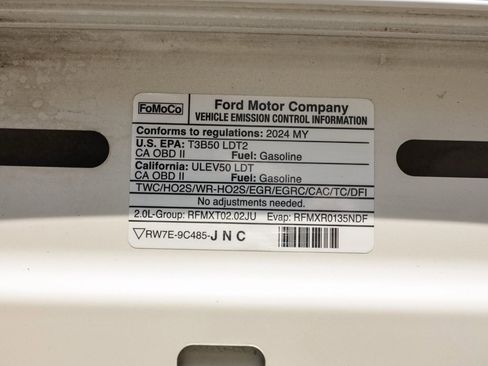 FoMoCo
Ford Motor Company
VEHICLE EMISSION CONTROL INFORMATION
Conforms to regulations: 2024 MY
U.S. EPA: T3B50 LDT2
CA OBD II Fuel: Gasoline
California: ULEV50 LDT
CA OBD II Fuel: Gasoline
TWC/HO2S/WR-HO2S/EGR/EGRC/CAC/TC/DFI
No adjustments needed.
2.0L-Group: RFMXT02.02JU Evap: RFMXR0135NDF
RW7E-9C485-JNC